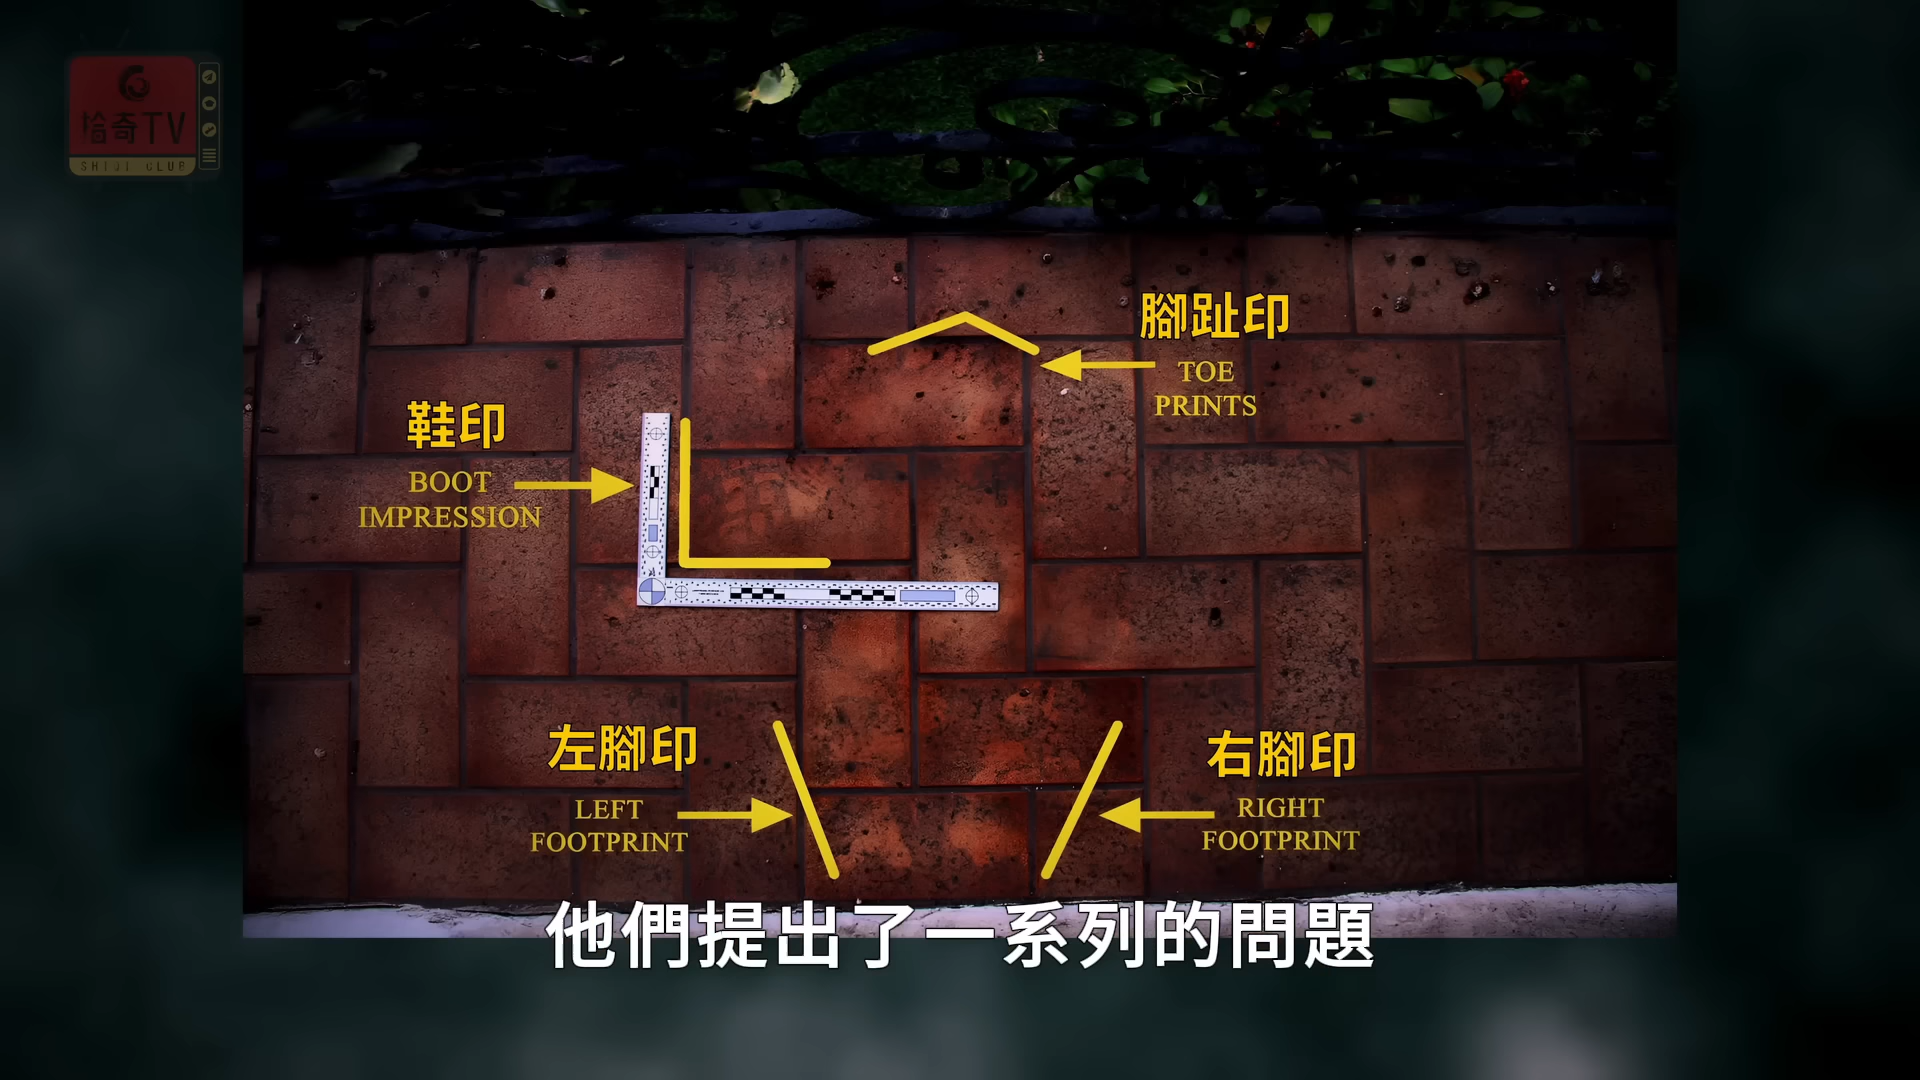 拾奇TV
SHIJI CLUB
腳趾印
TOE
PRINTS
鞋印
BOOT
IMPRESSION
左腳印
LEFT
FOOTPRINT
右腳印
RIGHT
FOOTPRINT
他們提出了一系列的問題